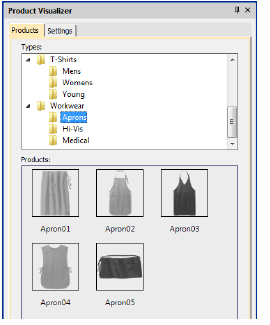 Product Visualizer
Products Settings
Types:
T-Shirts
Mens
Womens
Young
Workwear
Aprons
Hi-Vis
Medical
Products:
Apron01 Apron02 Apron03
Apron04 Apron05